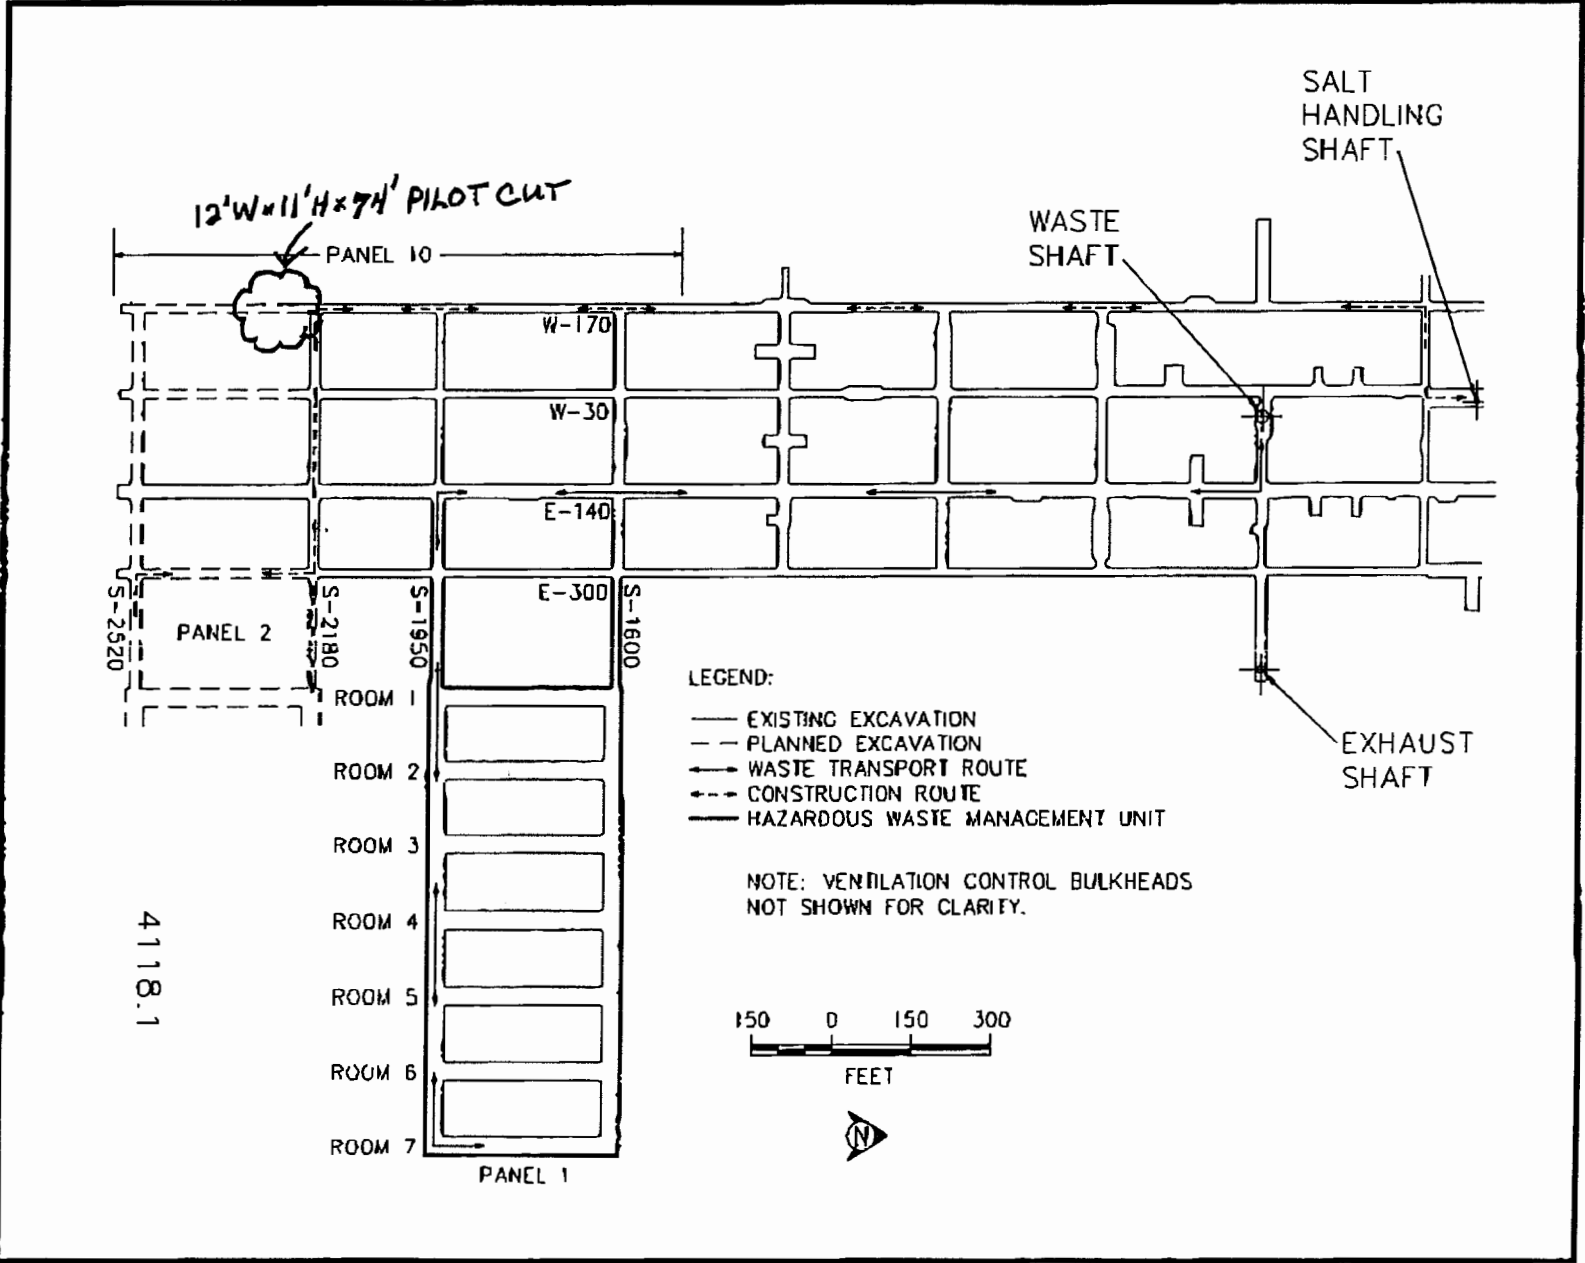 SALT
HANDLING
SHAFT
12'W×11'H×74' PILOT CUT
WASTE
SHAFT
PANEL 10
W-170
W-30
E-140
E-300
S-2520
PANEL 2
S-2180
S-1950
S-1600
ROOM 1
ROOM 2
ROOM 3
ROOM 4
ROOM 5
ROOM 6
ROOM 7
PANEL 1
LEGEND:
EXISTING EXCAVATION
PLANNED EXCAVATION
WASTE TRANSPORT ROUTE
CONSTRUCTION ROUTE
HAZARDOUS WASTE MANAGEMENT UNIT
NOTE: VENTILATION CONTROL BULKHEADS
NOT SHOWN FOR CLARITY.
EXHAUST
SHAFT
4118.1
150 0 150 300
FEET
N